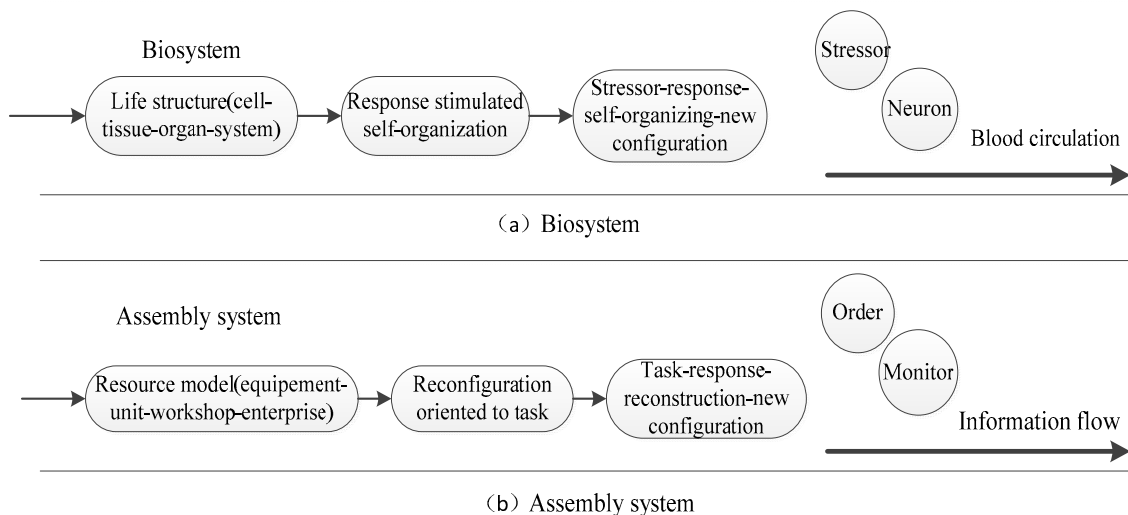 Biosystem
Life structure(cell-
tissue-organ-system)
Response stimulated
self-organization
Stressor-response-
self-organizing-new
configuration
Stressor
Neuron
Blood circulation
（a）Biosystem
Assembly system
Resource model(equipement-
unit-workshop-enterprise)
Reconfiguration
oriented to task
Task-response-
reconstruction-new
configuration
Order
Monitor
Information flow
（b）Assembly system